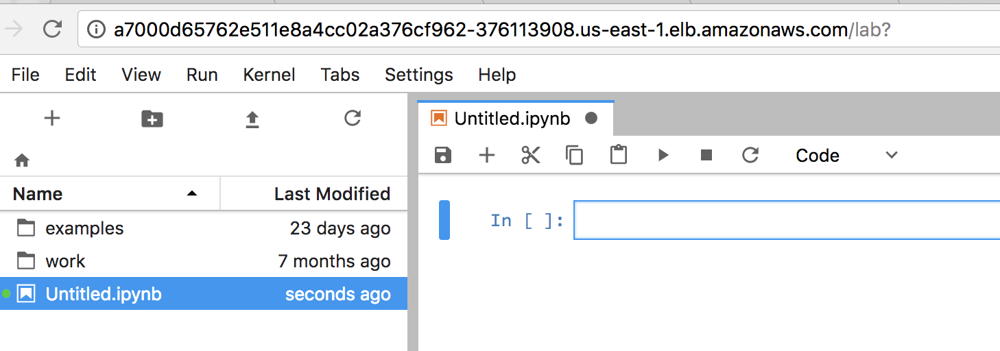 a7000d65762e511e8a4cc02a376cf962-376113908.us-east-1.elb.amazonaws.com/lab?
File Edit View Run Kernel Tabs Settings Help
Untitled.ipynb
Code
Name Last Modified
examples 23 days ago
work 7 months ago
Untitled.ipynb seconds ago
In [ ]: